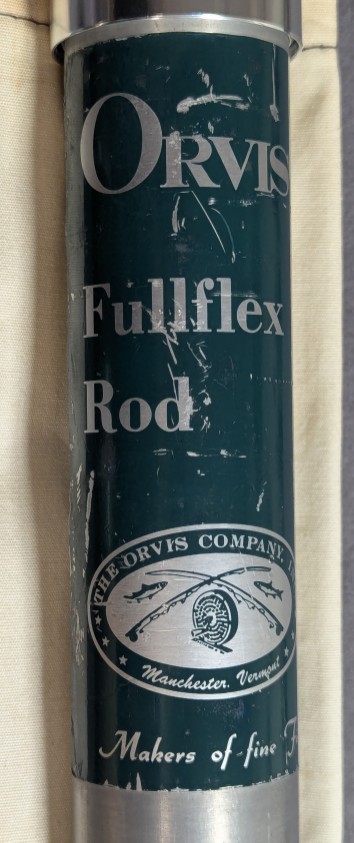 ORVIS
Fullflex
Rod
THE ORVIS COMPANY,
Manchester, Vermont
Makers of fine